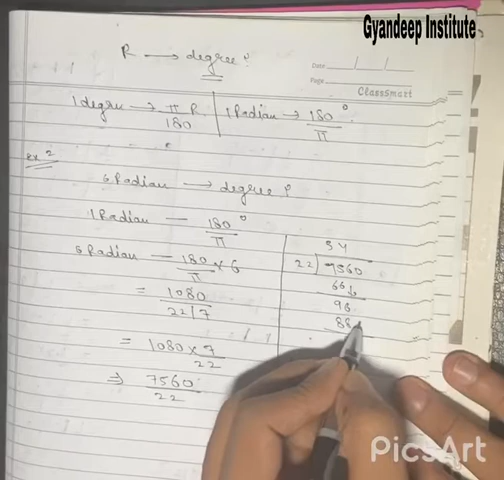 Gyandeep Institute
R → degree ?
Date / /
Page
Classmart
1 degree → π R / 180 | 1 Radian → 180° / π
ex 2
6 Radian → degree ?
1 Radian — 180° / π
6 Radian — 180 / π × 6
= 1080 / 22/7
= 1080 × 7 / 22
⇒ 7560 / 22
34
22) 7560
66↓
96
88
PicsArt